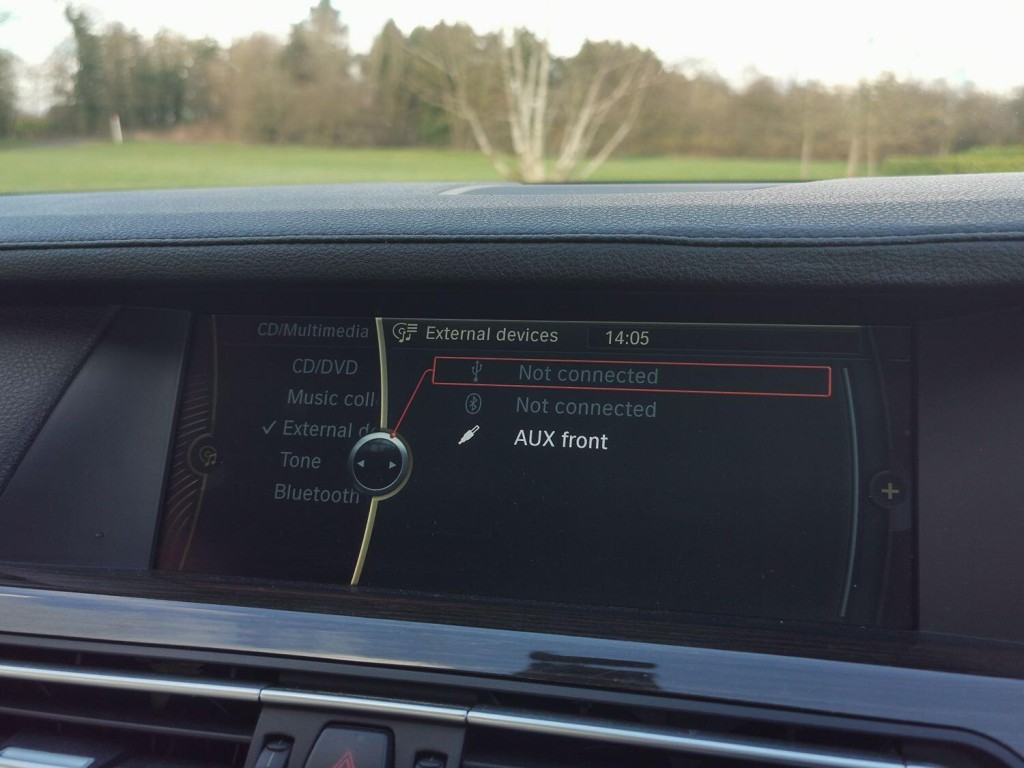 CD/Multimedia
External devices 14:05
CD/DVD
Music coll
External d
Tone
Bluetooth
Not connected
Not connected
AUX front